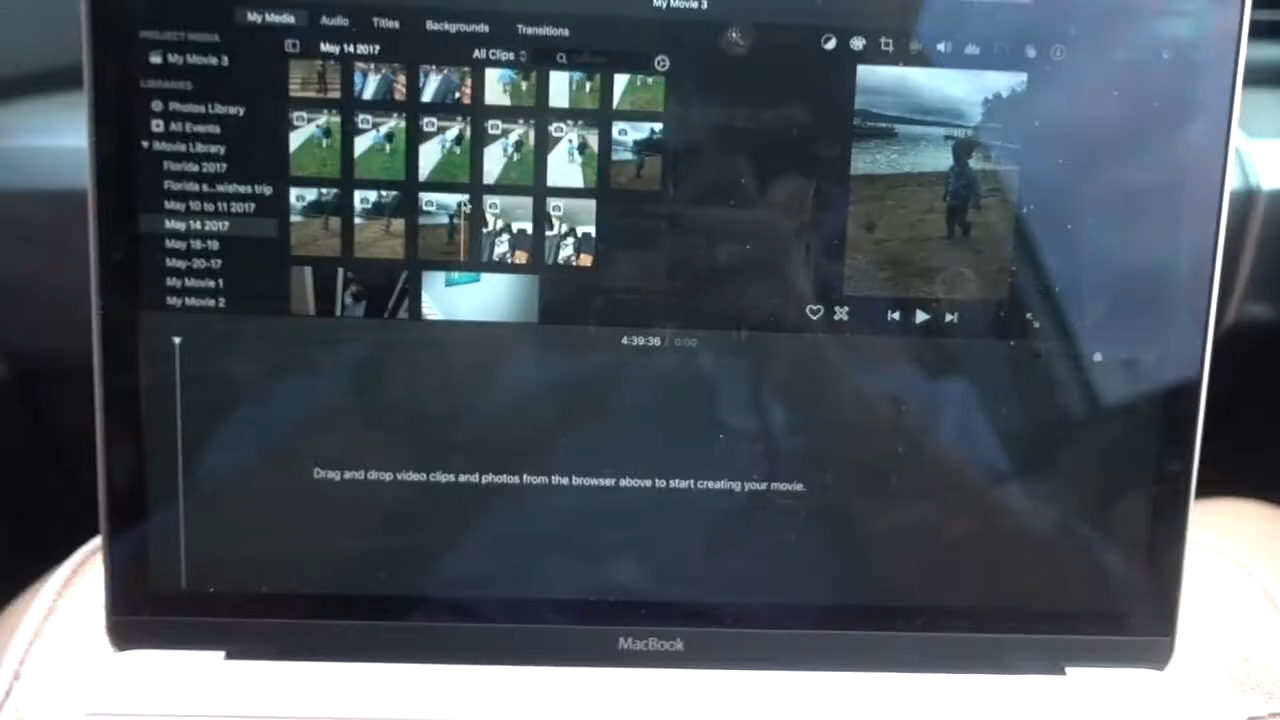 My Movie 3
My Media Audio Titles Backgrounds Transitions
PROJECT MEDIA
My Movie 3
May 14 2017
All Clips
LIBRARIES
Photos Library
All Events
iMovie Library
Florida 2017
Florida s...wishes trip
May 10 to 11 2017
May 14 2017
May 18-19
May-20-17
My Movie 1
My Movie 2
4:39:36 / 0:00
Drag and drop video clips and photos from the browser above to start creating your movie.
MacBook